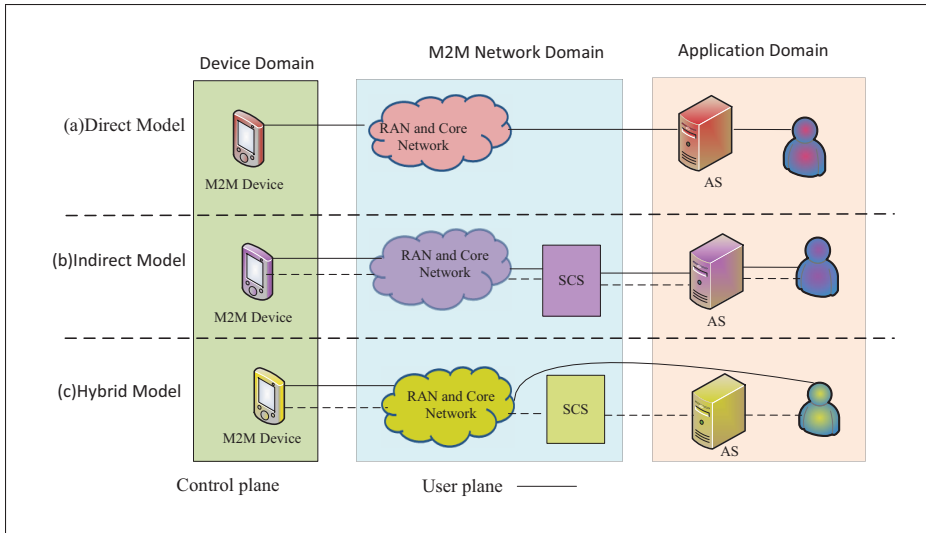 Device Domain
M2M Network Domain
Application Domain
(a)Direct Model
RAN and Core
Network
M2M Device
AS
(b)Indirect Model
RAN and Core
Network
SCS
M2M Device
AS
(c)Hybrid Model
RAN and Core
Network
SCS
M2M Device
AS
Control plane
User plane